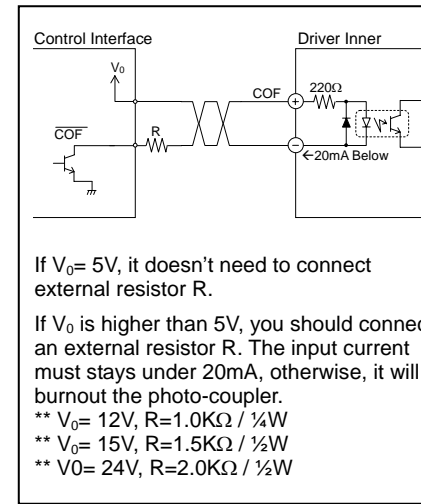 Control Interface
Driver Inner
V₀
COF
220Ω
+
C̅O̅F̅
R
−
←20mA Below
If V₀= 5V, it doesn't need to connect
external resistor R.
If V₀ is higher than 5V, you should connec
an external resistor R. The input current
must stays under 20mA, otherwise, it will
burnout the photo-coupler.
** V₀= 12V, R=1.0KΩ / ¼W
** V₀= 15V, R=1.5KΩ / ½W
** V0= 24V, R=2.0KΩ / ½W